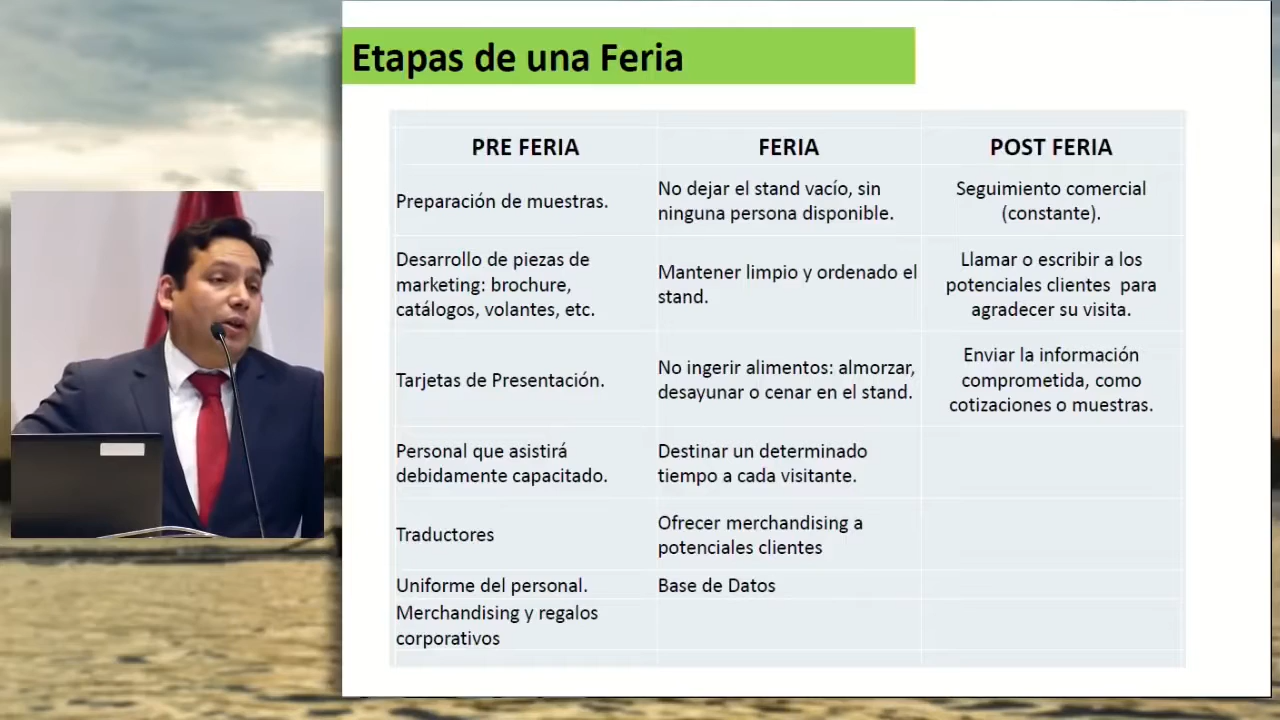 Etapas de una Feria
PRE FERIA
FERIA
POST FERIA
Preparación de muestras.
No dejar el stand vacío, sin
ninguna persona disponible.
Seguimiento comercial
(constante).
Desarrollo de piezas de
marketing: brochure,
catálogos, volantes, etc.
Mantener limpio y ordenado el
stand.
Llamar o escribir a los
potenciales clientes para
agradecer su visita.
Tarjetas de Presentación.
No ingerir alimentos: almorzar,
desayunar o cenar en el stand.
Enviar la información
comprometida, como
cotizaciones o muestras.
Personal que asistirá
debidamente capacitado.
Destinar un determinado
tiempo a cada visitante.
Traductores
Ofrecer merchandising a
potenciales clientes
Uniforme del personal.
Base de Datos
Merchandising y regalos
corporativos